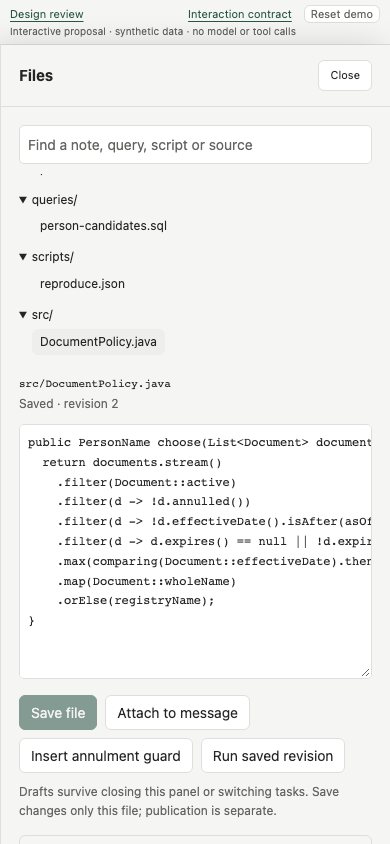 Design review
Interaction contract
Reset demo
Interactive proposal · synthetic data · no model or tool calls
Files
Close
Find a note, query, script or source
▼ queries/
person-candidates.sql
▼ scripts/
reproduce.json
▼ src/
DocumentPolicy.java
src/DocumentPolicy.java
Saved · revision 2
public PersonName choose(List<Document> document
return documents.stream()
.filter(Document::active)
.filter(d -> !d.annulled())
.filter(d -> !d.effectiveDate().isAfter(asOf
.filter(d -> d.expires() == null || !d.expir
.max(comparing(Document::effectiveDate).then
.map(Document::wholeName)
.orElse(registryName);
}
Save file
Attach to message
Insert annulment guard
Run saved revision
Drafts survive closing this panel or switching tasks. Save
changes only this file; publication is separate.